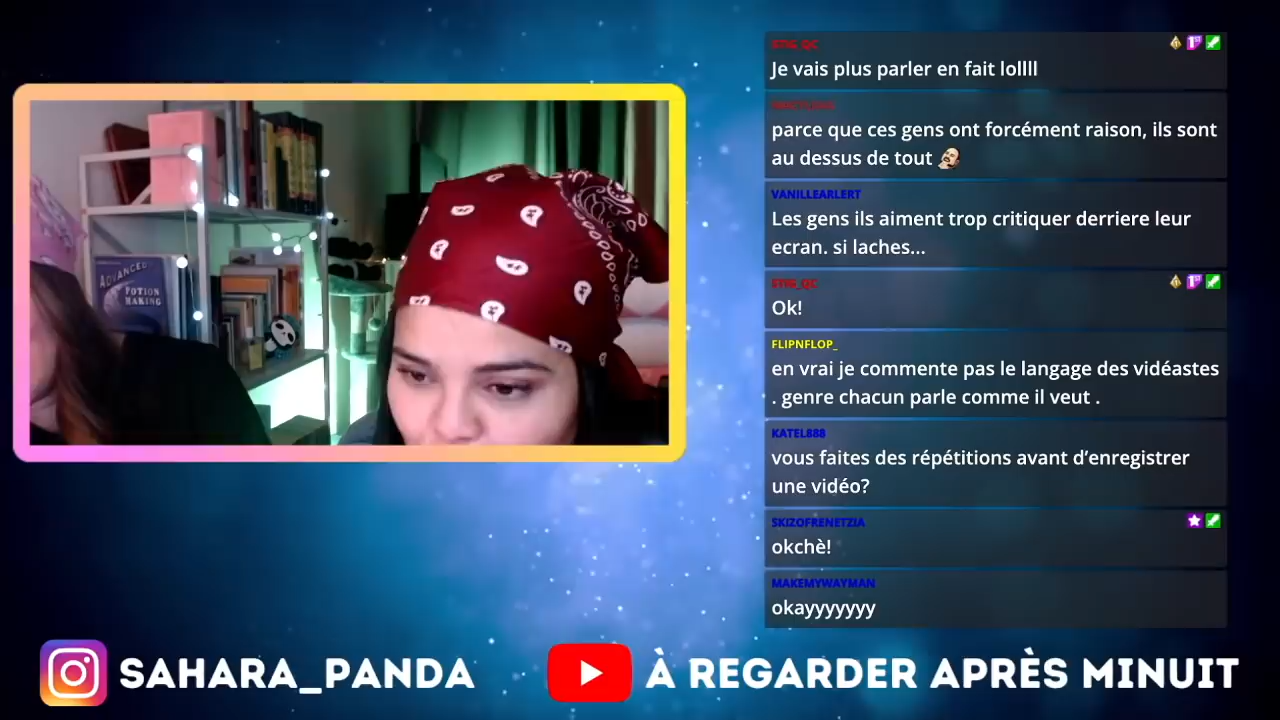 STIG_QC
Je vais plus parler en fait lollll
parce que ces gens ont forcément raison, ils sont
au dessus de tout
VANILLEARLERT
Les gens ils aiment trop critiquer derriere leur
ecran. si laches...
STIG_QC
Ok!
FLIPNFLOP_
en vrai je commente pas le langage des vidéastes
. genre chacun parle comme il veut .
KATEL888
vous faites des répétitions avant d’enregistrer
une vidéo?
SKIZOFRENETZIA
okchè!
MAKEMYWAYMAN
okayyyyyyy
ADVANCED
POTION
MAKING
SAHARA_PANDA
À REGARDER APRÈS MINUIT